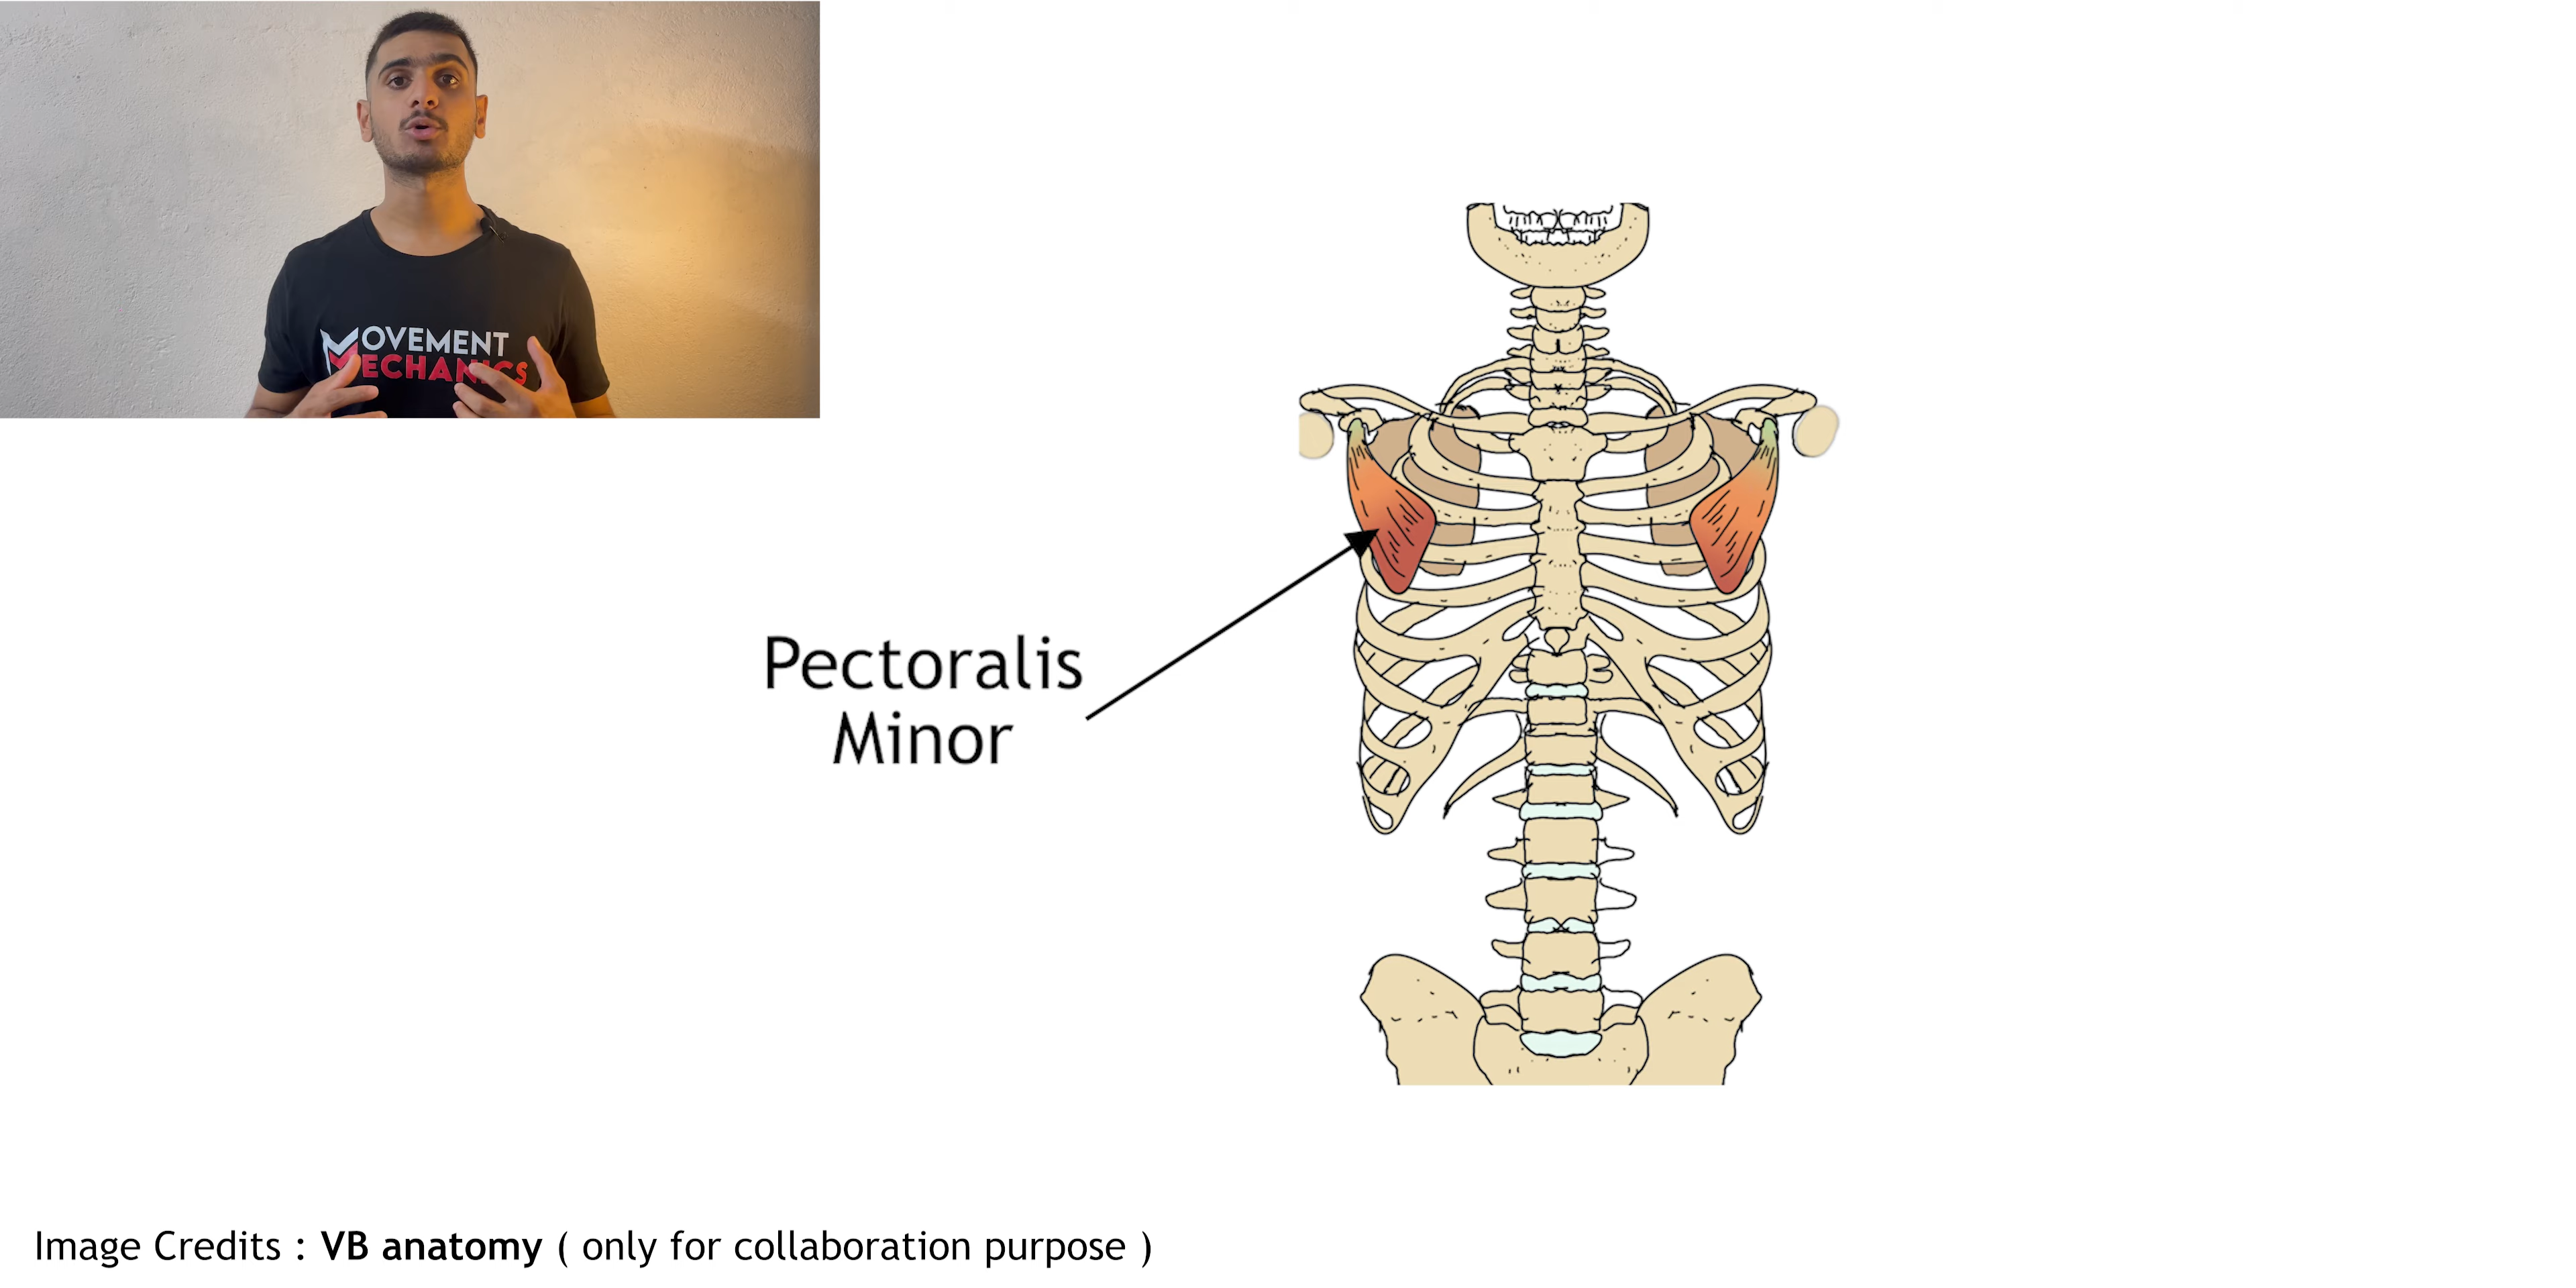 MOVEMENT
MECHANICS
Pectoralis
Minor
Image Credits : VB anatomy ( only for collaboration purpose )